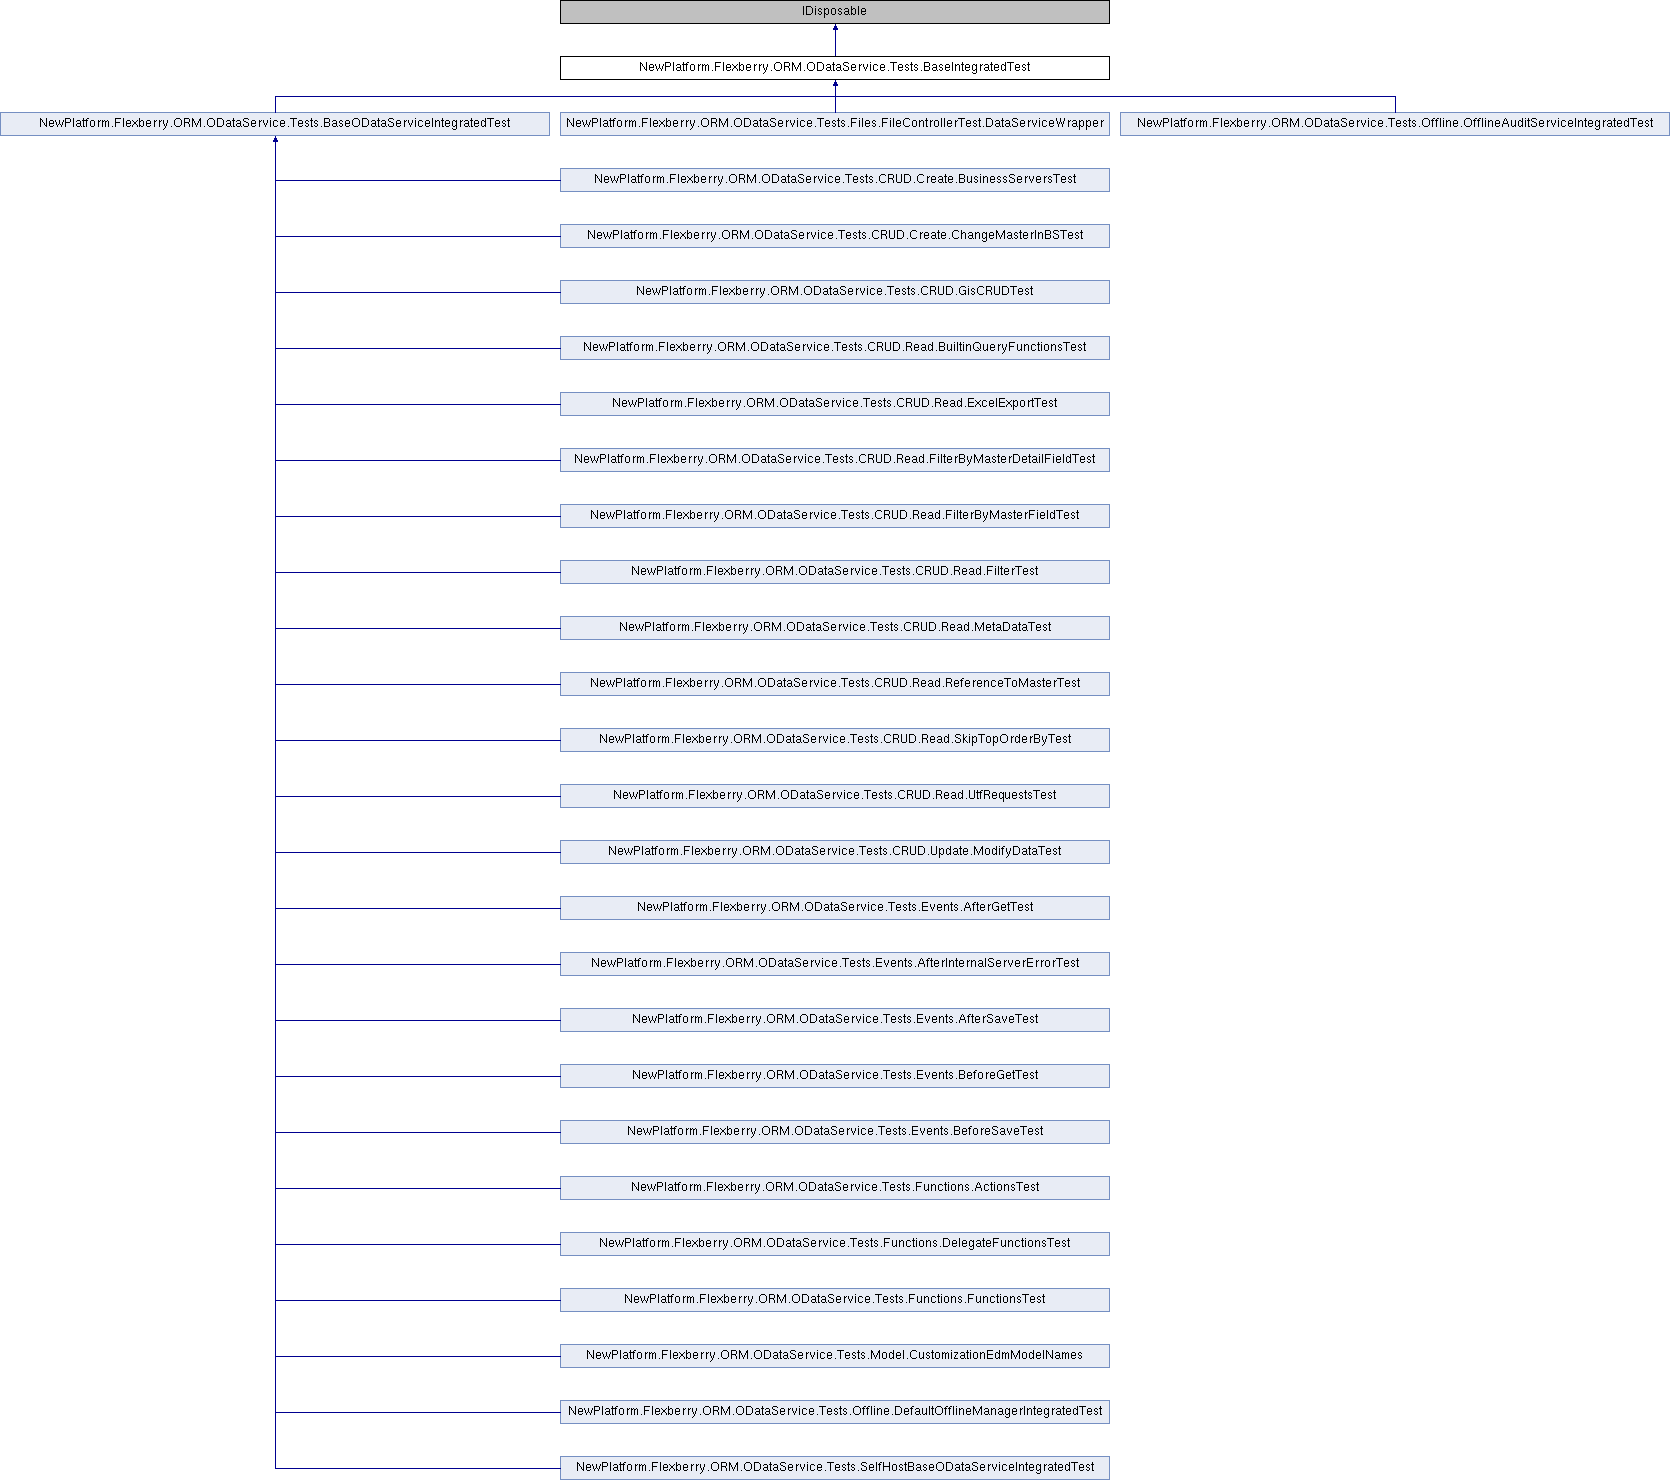 IDisposable
NewPlatform.Flexberry.ORM.ODataService.Tests.BaseIntegratedTest
NewPlatform.Flexberry.ORM.ODataService.Tests.BaseODataServiceIntegratedTest
NewPlatform.Flexberry.ORM.ODataService.Tests.Files.FileControllerTest.DataServiceWrapper
NewPlatform.Flexberry.ORM.ODataService.Tests.Offline.OfflineAuditServiceIntegratedTest
NewPlatform.Flexberry.ORM.ODataService.Tests.CRUD.Create.BusinessServersTest
NewPlatform.Flexberry.ORM.ODataService.Tests.CRUD.Create.ChangeMasterInBSTest
NewPlatform.Flexberry.ORM.ODataService.Tests.CRUD.GisCRUDTest
NewPlatform.Flexberry.ORM.ODataService.Tests.CRUD.Read.BuiltinQueryFunctionsTest
NewPlatform.Flexberry.ORM.ODataService.Tests.CRUD.Read.ExcelExportTest
NewPlatform.Flexberry.ORM.ODataService.Tests.CRUD.Read.FilterByMasterDetailFieldTest
NewPlatform.Flexberry.ORM.ODataService.Tests.CRUD.Read.FilterByMasterFieldTest
NewPlatform.Flexberry.ORM.ODataService.Tests.CRUD.Read.FilterTest
NewPlatform.Flexberry.ORM.ODataService.Tests.CRUD.Read.MetaDataTest
NewPlatform.Flexberry.ORM.ODataService.Tests.CRUD.Read.ReferenceToMasterTest
NewPlatform.Flexberry.ORM.ODataService.Tests.CRUD.Read.SkipTopOrderByTest
NewPlatform.Flexberry.ORM.ODataService.Tests.CRUD.Read.UtfRequestsTest
NewPlatform.Flexberry.ORM.ODataService.Tests.CRUD.Update.ModifyDataTest
NewPlatform.Flexberry.ORM.ODataService.Tests.Events.AfterGetTest
NewPlatform.Flexberry.ORM.ODataService.Tests.Events.AfterInternalServerErrorTest
NewPlatform.Flexberry.ORM.ODataService.Tests.Events.AfterSaveTest
NewPlatform.Flexberry.ORM.ODataService.Tests.Events.BeforeGetTest
NewPlatform.Flexberry.ORM.ODataService.Tests.Events.BeforeSaveTest
NewPlatform.Flexberry.ORM.ODataService.Tests.Functions.ActionsTest
NewPlatform.Flexberry.ORM.ODataService.Tests.Functions.DelegateFunctionsTest
NewPlatform.Flexberry.ORM.ODataService.Tests.Functions.FunctionsTest
NewPlatform.Flexberry.ORM.ODataService.Tests.Model.CustomizationEdmModelNames
NewPlatform.Flexberry.ORM.ODataService.Tests.Offline.DefaultOfflineManagerIntegratedTest
NewPlatform.Flexberry.ORM.ODataService.Tests.SelfHostBaseODataServiceIntegratedTest